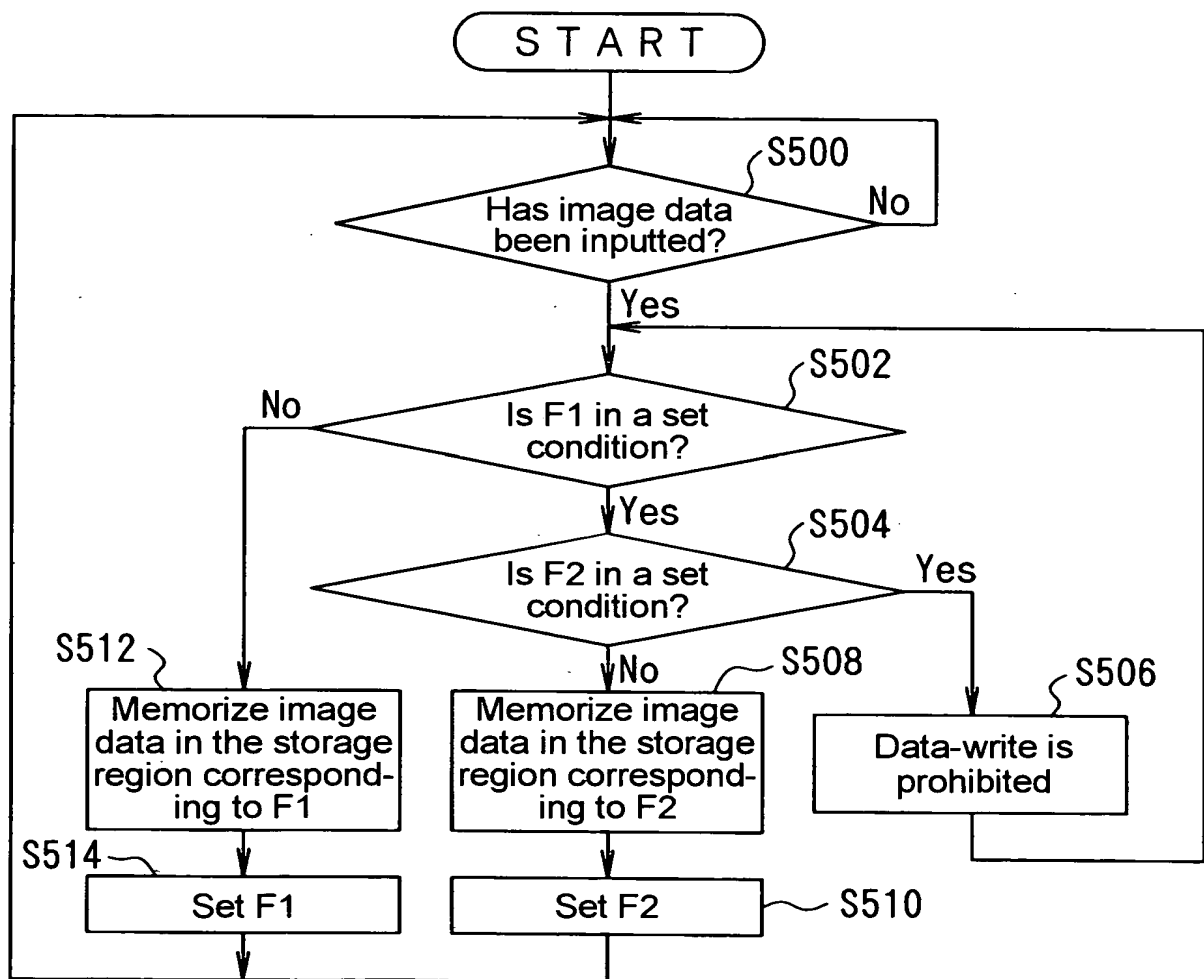 START
S500
Has image data
been inputted?
No
Yes
S502
No
Is F1 in a set
condition?
Yes
S504
Is F2 in a set
condition?
Yes
S512
No
S508
S506
Memorize image
data in the storage
region correspond-
ing to F1
Memorize image
data in the storage
region correspond-
ing to F2
Data-write is
prohibited
S514
Set F1
Set F2
S510